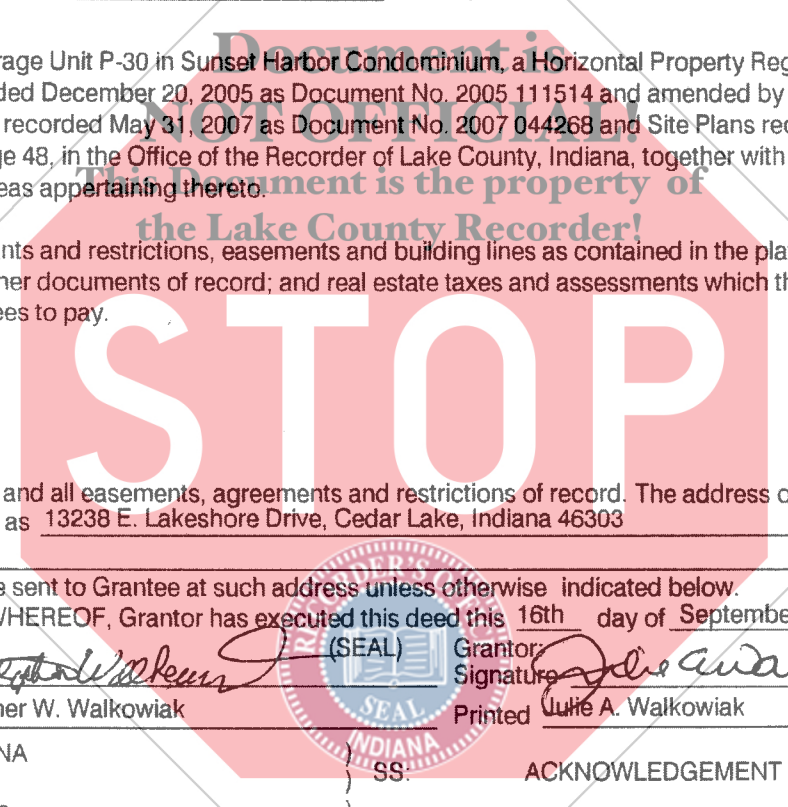 Document is
rage Unit P-30 in Sunset Harbor Condominium, a Horizontal Property Reg
ded December 20, 2005 as Document No. 2005 111514 and amended by
NOT OFFICIAL!
recorded May 31, 2007 as Document No. 2007 044268 and Site Plans rec
ge 48, in the Office of the Recorder of Lake County, Indiana, together with
This Document is the property of
eas appertaining thereto.
the Lake County Recorder!
nts and restrictions, easements and building lines as contained in the pla
her documents of record; and real estate taxes and assessments which th
ees to pay.
STOP
and all easements, agreements and restrictions of record. The address o
as 13238 E. Lakeshore Drive, Cedar Lake, Indiana 46303
e sent to Grantee at such address unless otherwise indicated below.
WHEREOF, Grantor has executed this deed this 16th day of Septembe
(SEAL) Grantor:
Signature
her W. Walkowiak Printed Julie A. Walkowiak
RECORDER'S OFFICE
SEAL
INDIANA
NA
) SS: ACKNOWLEDGEMENT
)